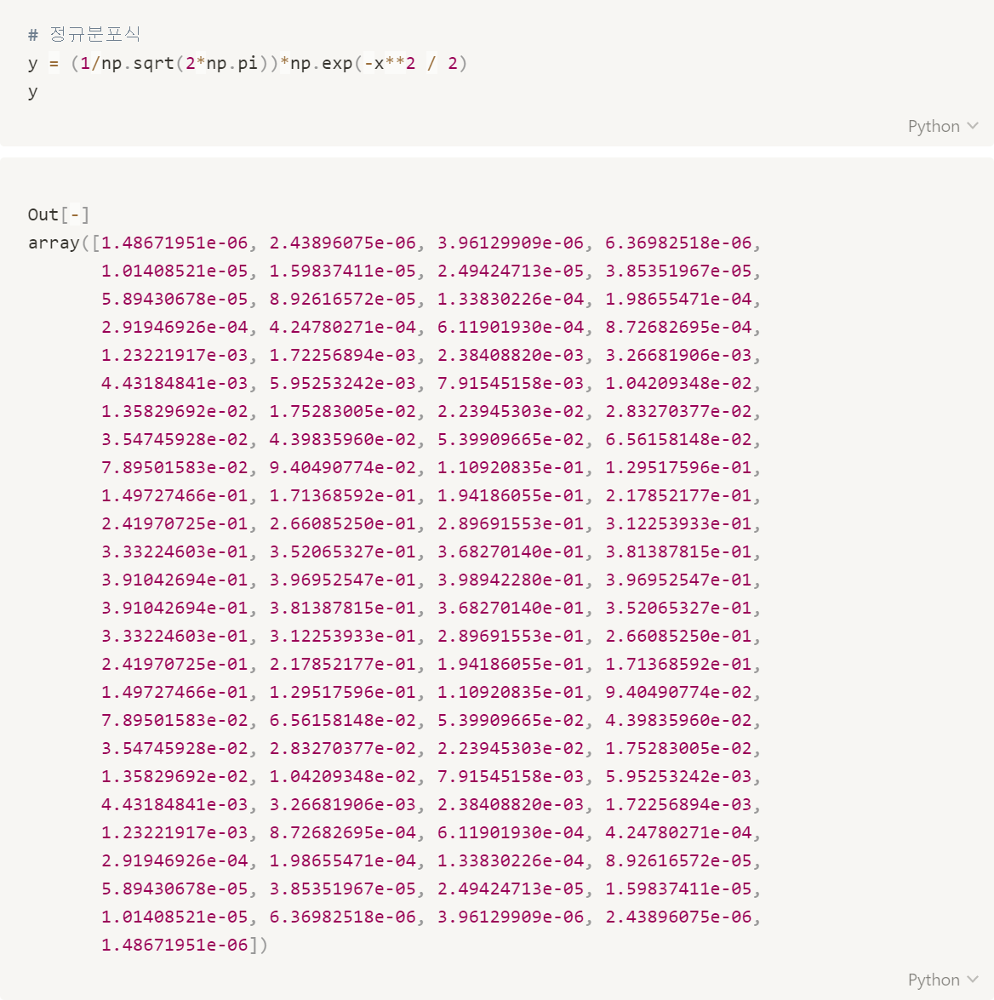 # 정규분포식
y = (1/np.sqrt(2*np.pi))*np.exp(-x**2 / 2)
y
Python
Out[-]
array([1.48671951e-06, 2.43896075e-06, 3.96129909e-06, 6.36982518e-06,
1.01408521e-05, 1.59837411e-05, 2.49424713e-05, 3.85351967e-05,
5.89430678e-05, 8.92616572e-05, 1.33830226e-04, 1.98655471e-04,
2.91946926e-04, 4.24780271e-04, 6.11901930e-04, 8.72682695e-04,
1.23221917e-03, 1.72256894e-03, 2.38408820e-03, 3.26681906e-03,
4.43184841e-03, 5.95253242e-03, 7.91545158e-03, 1.04209348e-02,
1.35829692e-02, 1.75283005e-02, 2.23945303e-02, 2.83270377e-02,
3.54745928e-02, 4.39835960e-02, 5.39909665e-02, 6.56158148e-02,
7.89501583e-02, 9.40490774e-02, 1.10920835e-01, 1.29517596e-01,
1.49727466e-01, 1.71368592e-01, 1.94186055e-01, 2.17852177e-01,
2.41970725e-01, 2.66085250e-01, 2.89691553e-01, 3.12253933e-01,
3.33224603e-01, 3.52065327e-01, 3.68270140e-01, 3.81387815e-01,
3.91042694e-01, 3.96952547e-01, 3.98942280e-01, 3.96952547e-01,
3.91042694e-01, 3.81387815e-01, 3.68270140e-01, 3.52065327e-01,
3.33224603e-01, 3.12253933e-01, 2.89691553e-01, 2.66085250e-01,
2.41970725e-01, 2.17852177e-01, 1.94186055e-01, 1.71368592e-01,
1.49727466e-01, 1.29517596e-01, 1.10920835e-01, 9.40490774e-02,
7.89501583e-02, 6.56158148e-02, 5.39909665e-02, 4.39835960e-02,
3.54745928e-02, 2.83270377e-02, 2.23945303e-02, 1.75283005e-02,
1.35829692e-02, 1.04209348e-02, 7.91545158e-03, 5.95253242e-03,
4.43184841e-03, 3.26681906e-03, 2.38408820e-03, 1.72256894e-03,
1.23221917e-03, 8.72682695e-04, 6.11901930e-04, 4.24780271e-04,
2.91946926e-04, 1.98655471e-04, 1.33830226e-04, 8.92616572e-05,
5.89430678e-05, 3.85351967e-05, 2.49424713e-05, 1.59837411e-05,
1.01408521e-05, 6.36982518e-06, 3.96129909e-06, 2.43896075e-06,
1.48671951e-06])
Python